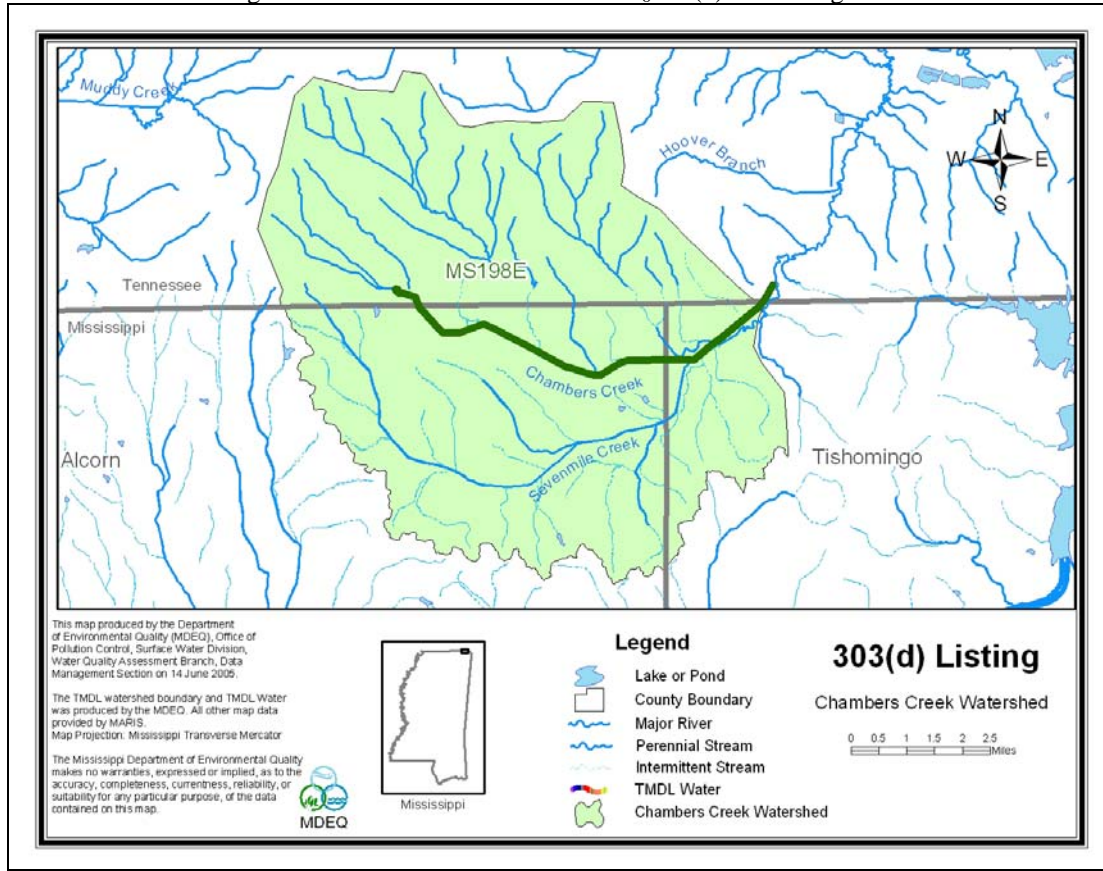 Muddy Creek
Hoover Branch
N
W E
S
MS198E
Tennessee
Mississippi
Chambers Creek
Sevenmile Creek
Alcorn
Tishomingo
This map produced by the Department
of Environmental Quality (MDEQ), Office of
Pollution Control, Surface Water Division,
Water Quality Assessment Branch, Data
Management Section on 14 June 2005.
The TMDL watershed boundary and TMDL Water
was produced by the MDEQ. All other map data
provided by MARIS.
Map Projection: Mississippi Transverse Mercator
The Mississippi Department of Environmental Quality
makes no warranties, expressed or implied, as to the
accuracy, completeness, currentness, reliability, or
suitability for any particular purpose, of the data
contained on this map.
MDEQ
Mississippi
Legend
Lake or Pond
County Boundary
Major River
Perennial Stream
Intermittent Stream
TMDL Water
Chambers Creek Watershed
303(d) Listing
Chambers Creek Watershed
0 0.5 1 1.5 2 2.5
Miles